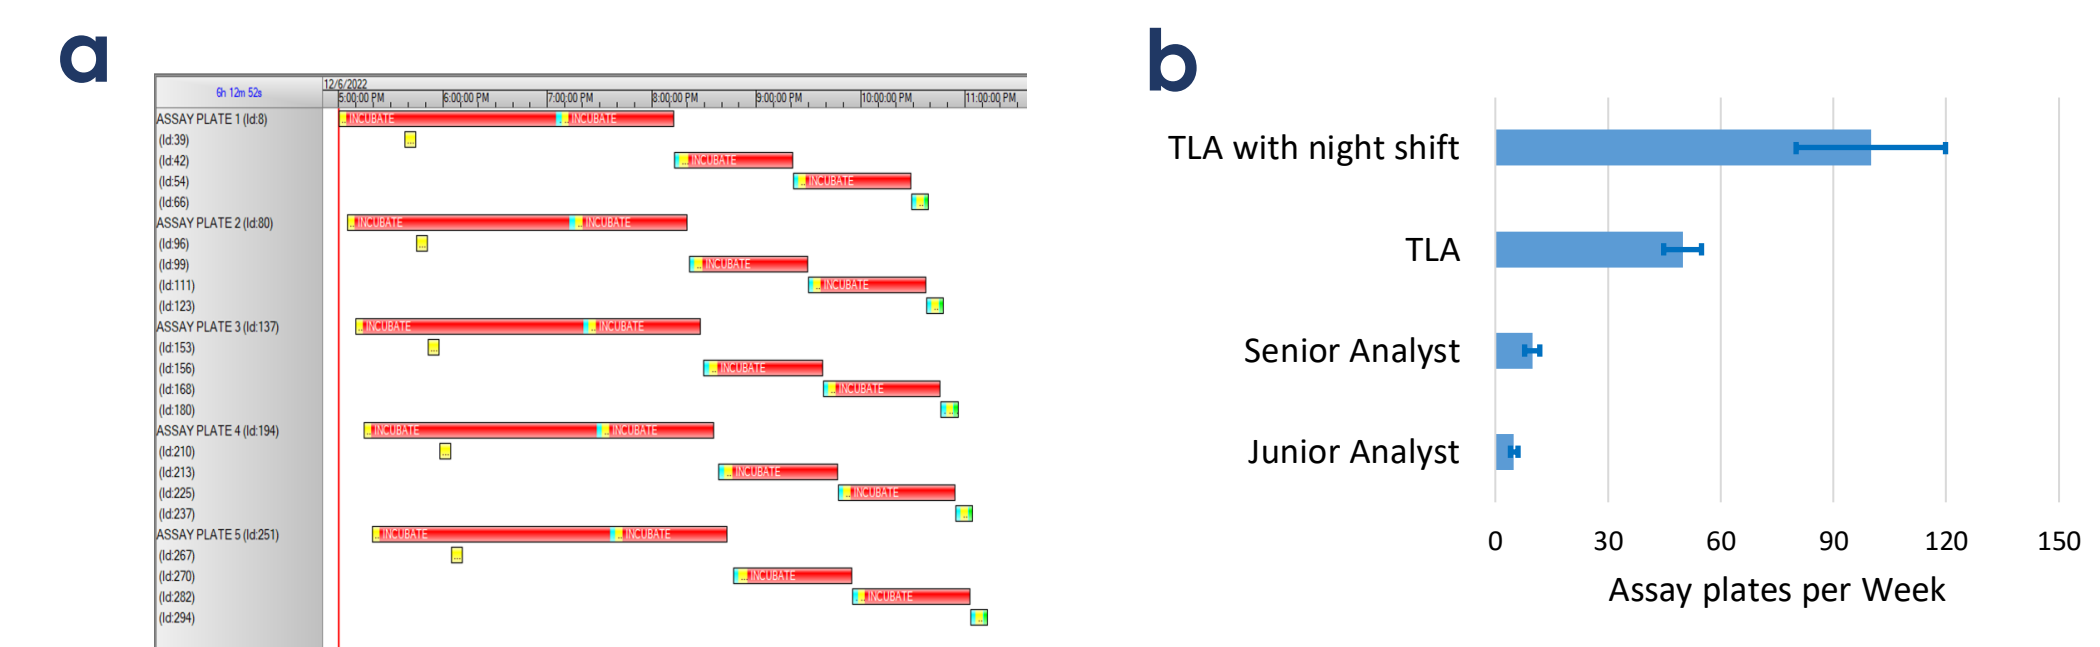 a
6h 12m 52s
12/6/2022
5:00:00 PM 6:00:00 PM 7:00:00 PM 8:00:00 PM 9:00:00 PM 10:00:00 PM 11:00:00 PM
ASSAY PLATE 1 (Id:8) INCUBATE INCUBATE
(Id:39)
(Id:42) INCUBATE
(Id:54) INCUBATE
(Id:66)
ASSAY PLATE 2 (Id:80) INCUBATE INCUBATE
(Id:96)
(Id:99) INCUBATE
(Id:111) INCUBATE
(Id:123)
ASSAY PLATE 3 (Id:137) INCUBATE INCUBATE
(Id:153)
(Id:156) INCUBATE
(Id:168) INCUBATE
(Id:180)
ASSAY PLATE 4 (Id:194) INCUBATE INCUBATE
(Id:210)
(Id:213) INCUBATE
(Id:225) INCUBATE
(Id:237)
ASSAY PLATE 5 (Id:251) INCUBATE INCUBATE
(Id:267)
(Id:270) INCUBATE
(Id:282) INCUBATE
(Id:294)
b
TLA with night shift
TLA
Senior Analyst
Junior Analyst
0 30 60 90 120 150
Assay plates per Week